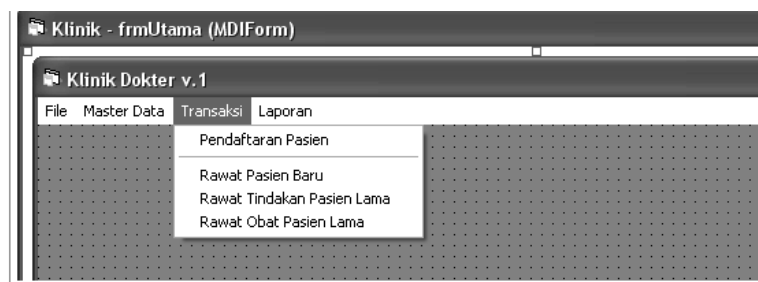 Klinik - frmUtama (MDIForm)
Klinik Dokter v.1
File Master Data Transaksi Laporan
Pendaftaran Pasien
Rawat Pasien Baru
Rawat Tindakan Pasien Lama
Rawat Obat Pasien Lama